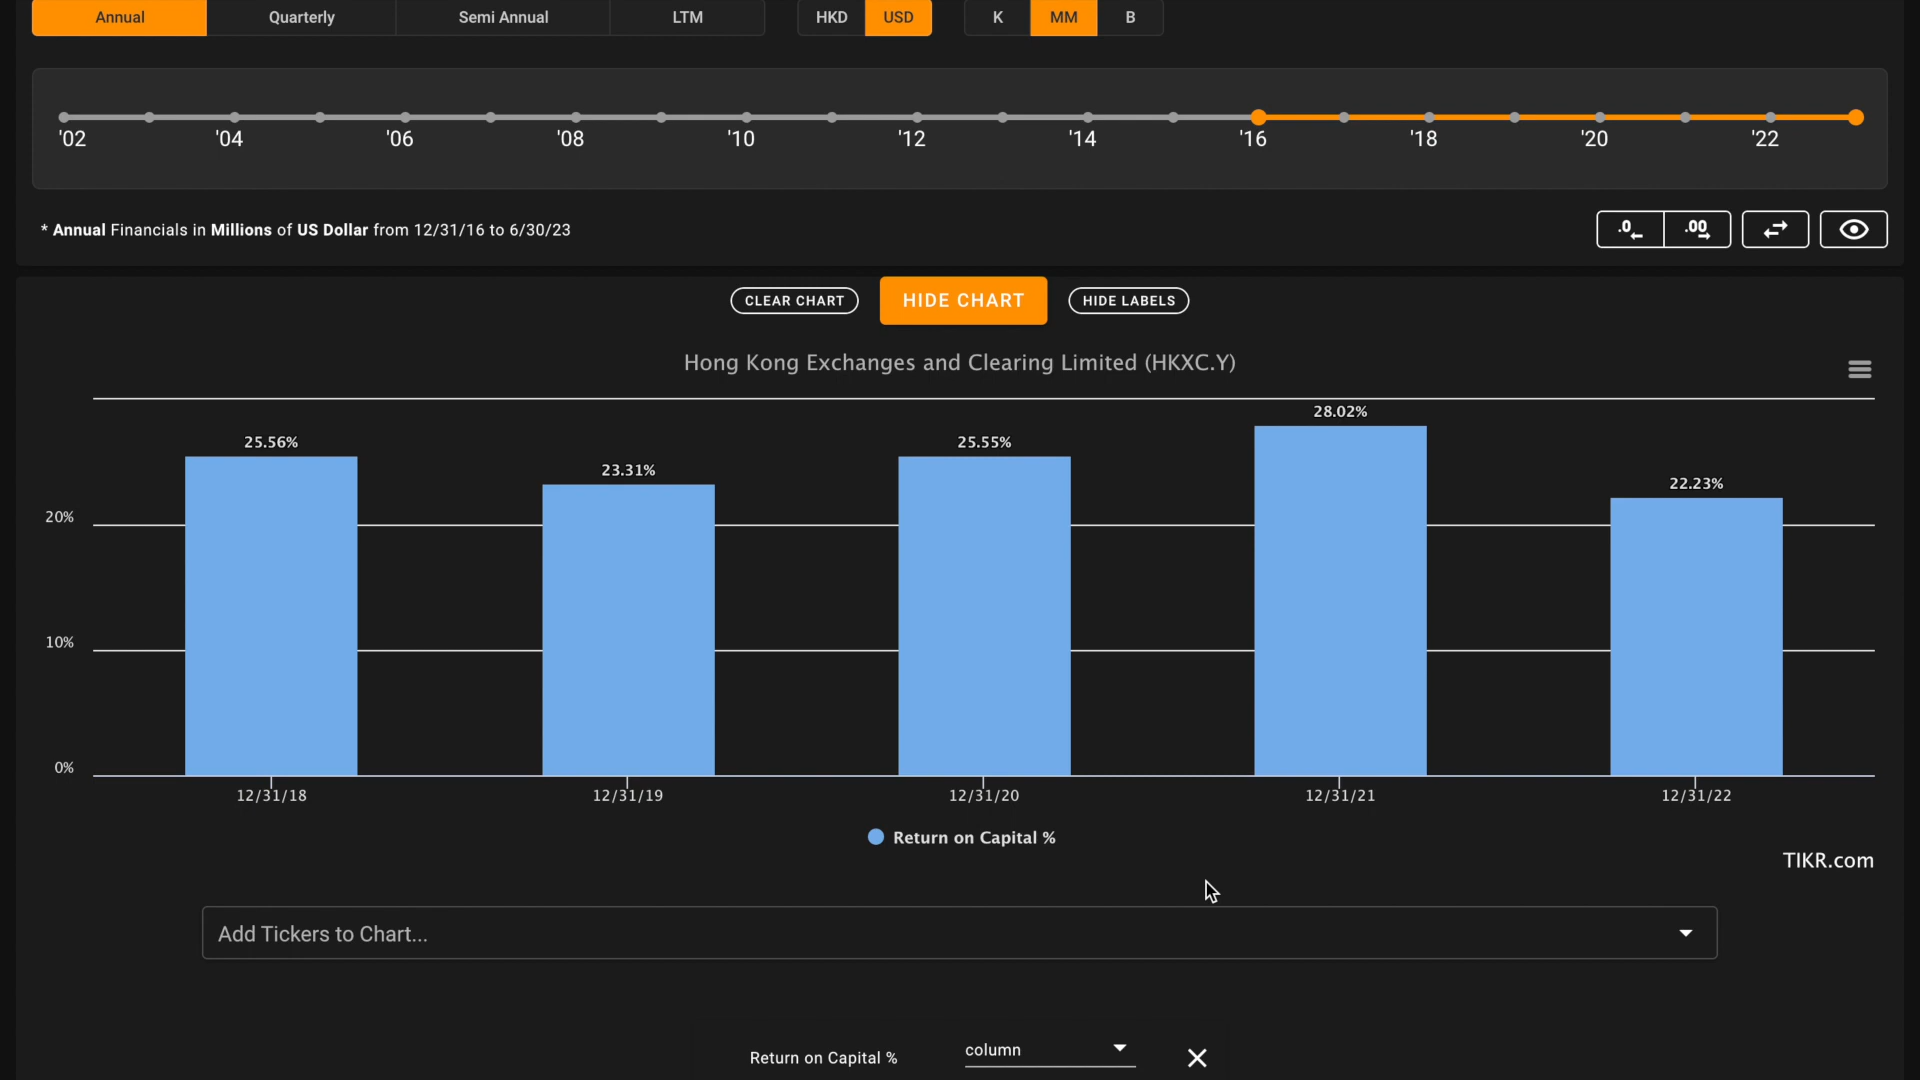 Annual Quarterly Semi Annual LTM HKD USD K MM B
'02 '04 '06 '08 '10 '12 '14 '16 '18 '20 '22
* Annual Financials in Millions of US Dollar from 12/31/16 to 6/30/23 .0 .00
CLEAR CHART HIDE CHART HIDE LABELS
Hong Kong Exchanges and Clearing Limited (HKXC.Y)
28.02%
25.56% 25.55%
23.31%
22.23%
20%
10%
0%
12/31/18 12/31/19 12/31/20 12/31/21 12/31/22
Return on Capital %
TIKR.com
Add Tickers to Chart...
Return on Capital % column